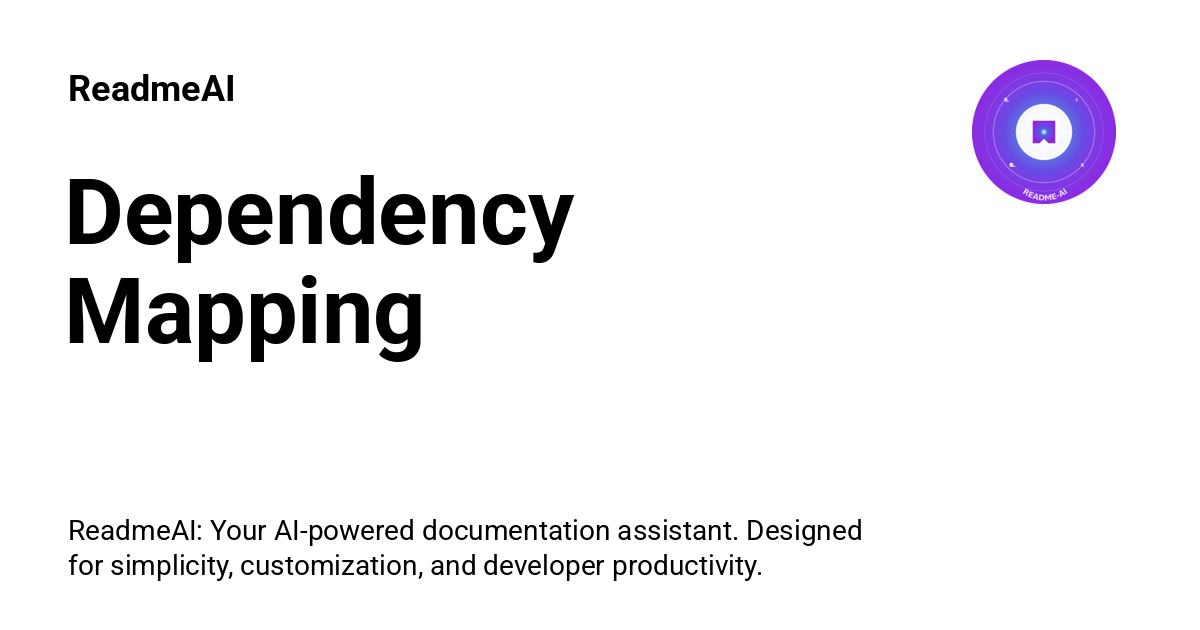 ReadmeAI
README-AI
Dependency
Mapping
ReadmeAI: Your AI-powered documentation assistant. Designed
for simplicity, customization, and developer productivity.